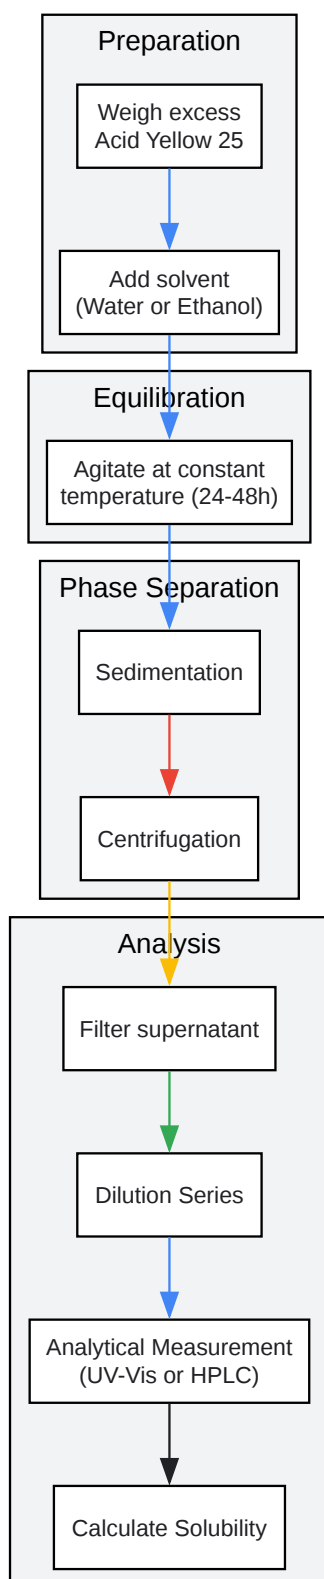 Preparation
Weigh excess
Acid Yellow 25
Add solvent
(Water or Ethanol)
Equilibration
Agitate at constant
temperature (24-48h)
Phase Separation
Sedimentation
Centrifugation
Analysis
Filter supernatant
Dilution Series
Analytical Measurement
(UV-Vis or HPLC)
Calculate Solubility